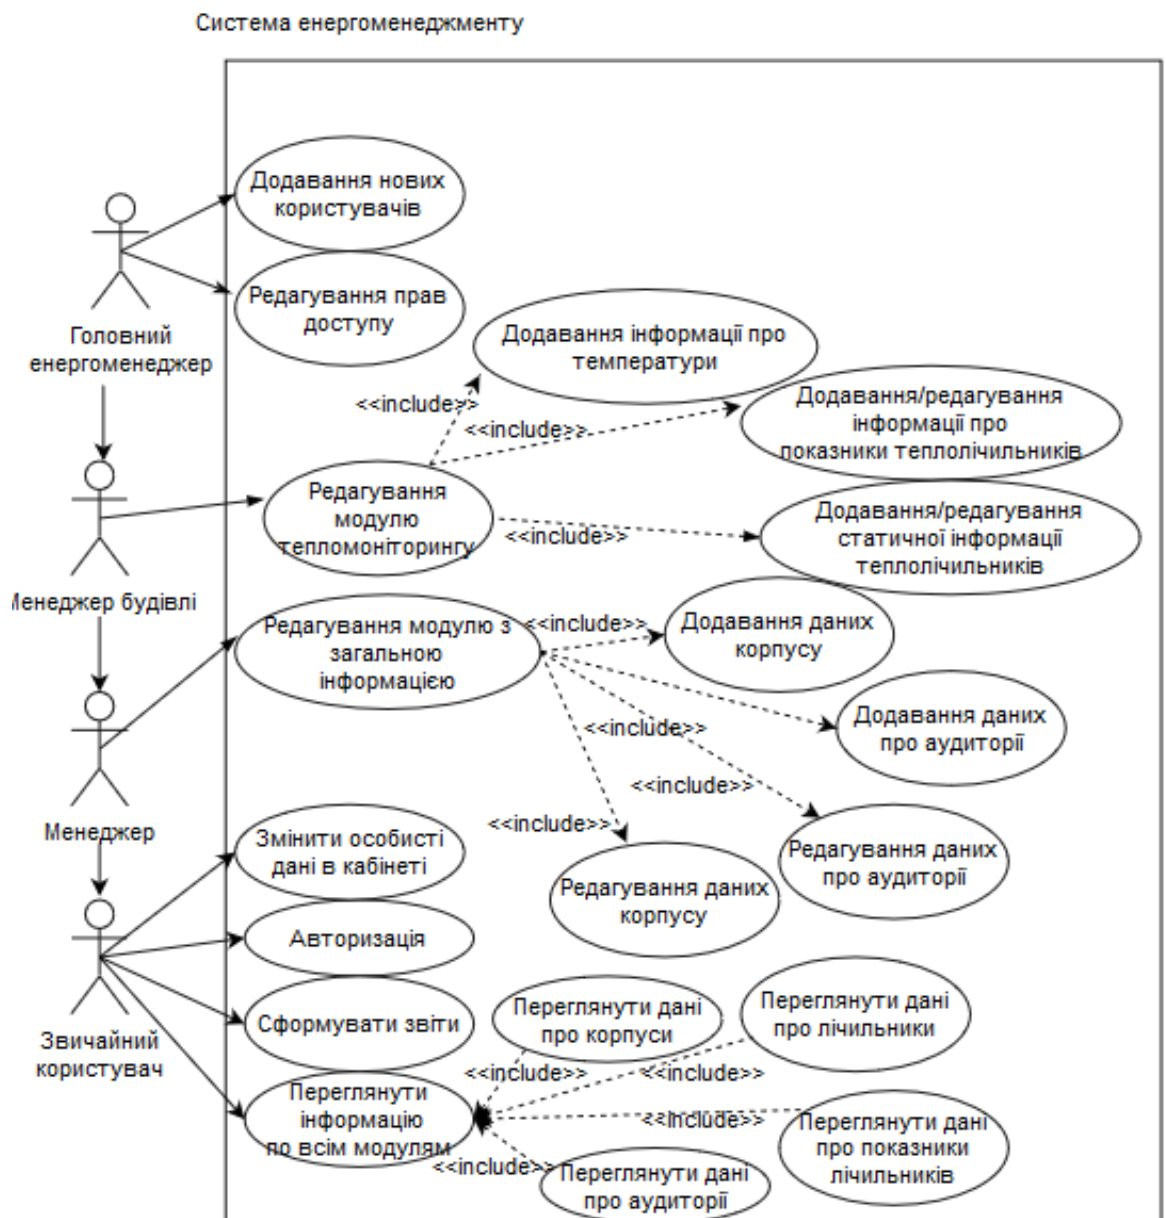 Система енергоменеджменту
Додавання нових
користувачів
Редагування прав
доступу
Головний
енергоменеджер
Додавання інформації про
температури
<<include>>
<<include>>
Додавання/редагування
інформації про
показники теплолічильників
Редагування
модулю
тепломоніторингу
<<include>>
Додавання/редагування
статичної інформації
теплолічильників
Менеджер будівлі
Редагування модулю з
загальною
інформацією
<<include>>
Додавання даних
корпусу
Додавання даних
про аудиторії
<<include>>
<<include>>
<<include>>
Редагування даних
про аудиторії
Редагування даних
корпусу
Менеджер
Змінити особисті
дані в кабінеті
Авторизація
Сформувати звіти
Звичайний
користувач
Переглянути дані
про корпуси
Переглянути дані
про лічильники
<<include>>
<<include>>
Переглянути
інформацію
по всім модулям
<<include>>
Переглянути дані
про показники
лічильників
<<include>>
Переглянути дані
про аудиторії